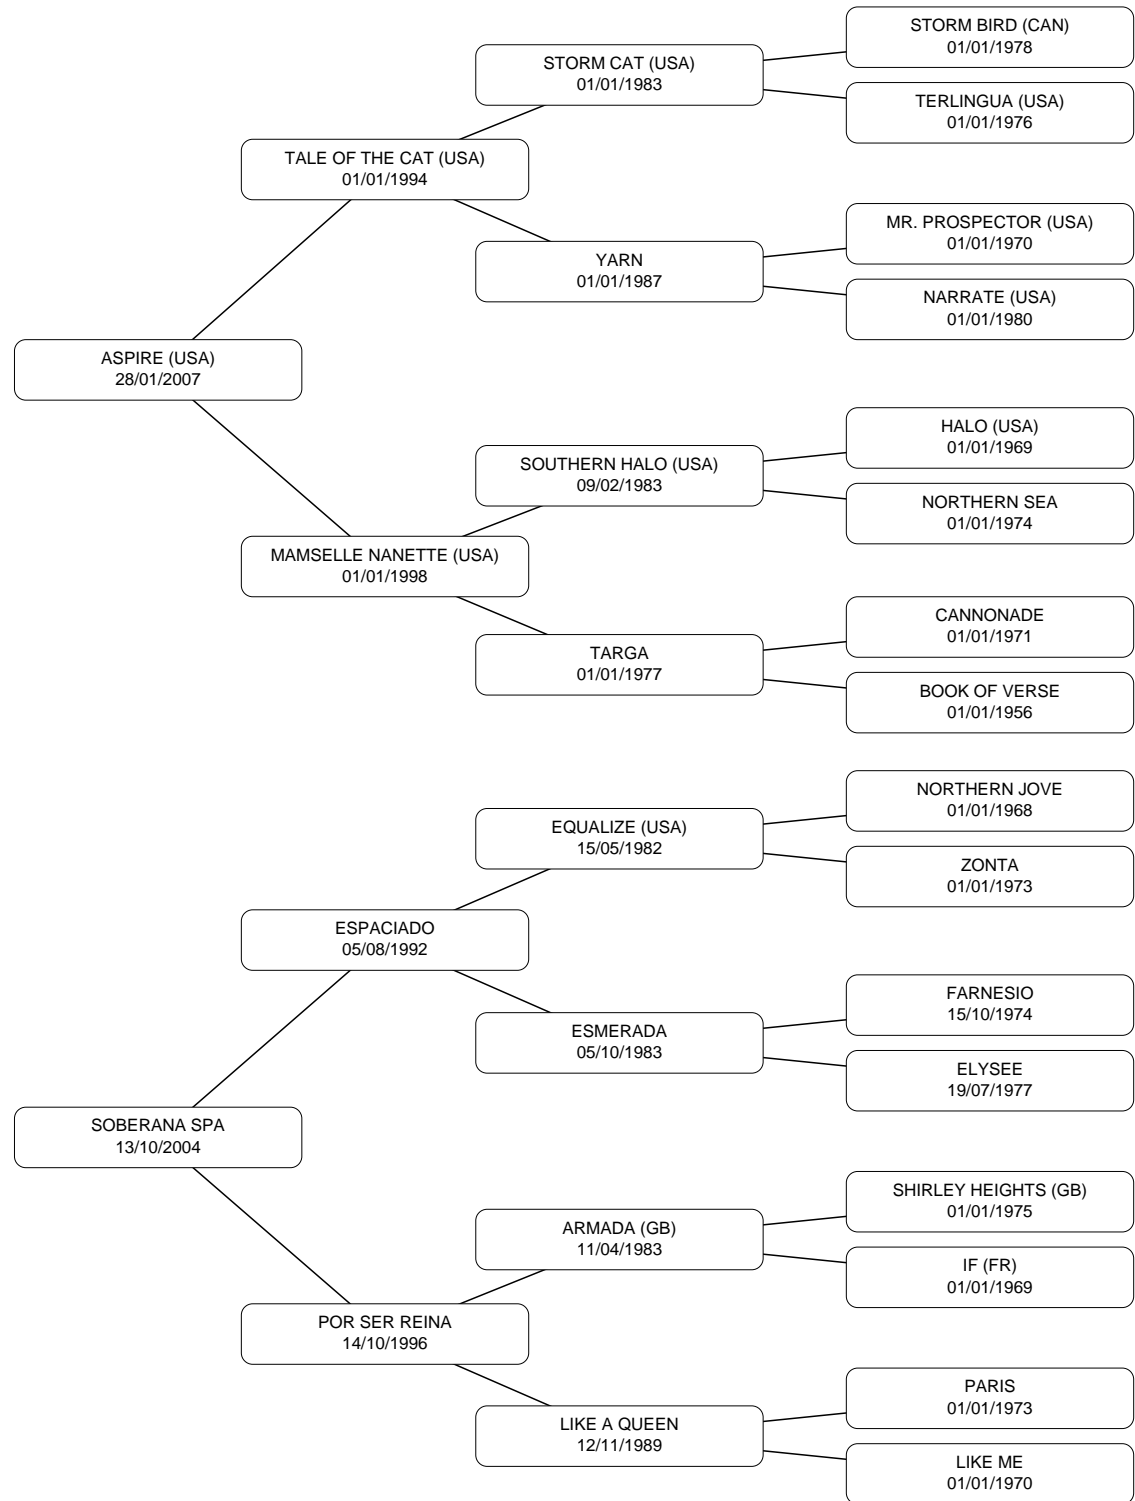 STORM BIRD (CAN)
01/01/1978
STORM CAT (USA)
01/01/1983
TERLINGUA (USA)
01/01/1976
TALE OF THE CAT (USA)
01/01/1994
MR. PROSPECTOR (USA)
01/01/1970
YARN
01/01/1987
NARRATE (USA)
01/01/1980
ASPIRE (USA)
28/01/2007
HALO (USA)
01/01/1969
SOUTHERN HALO (USA)
09/02/1983
NORTHERN SEA
01/01/1974
MAMSELLE NANETTE (USA)
01/01/1998
CANNONADE
01/01/1971
TARGA
01/01/1977
BOOK OF VERSE
01/01/1956
NORTHERN JOVE
01/01/1968
EQUALIZE (USA)
15/05/1982
ZONTA
01/01/1973
ESPACIADO
05/08/1992
FARNESIO
15/10/1974
ESMERADA
05/10/1983
ELYSEE
19/07/1977
SOBERANA SPA
13/10/2004
SHIRLEY HEIGHTS (GB)
01/01/1975
ARMADA (GB)
11/04/1983
IF (FR)
01/01/1969
POR SER REINA
14/10/1996
PARIS
01/01/1973
LIKE A QUEEN
12/11/1989
LIKE ME
01/01/1970